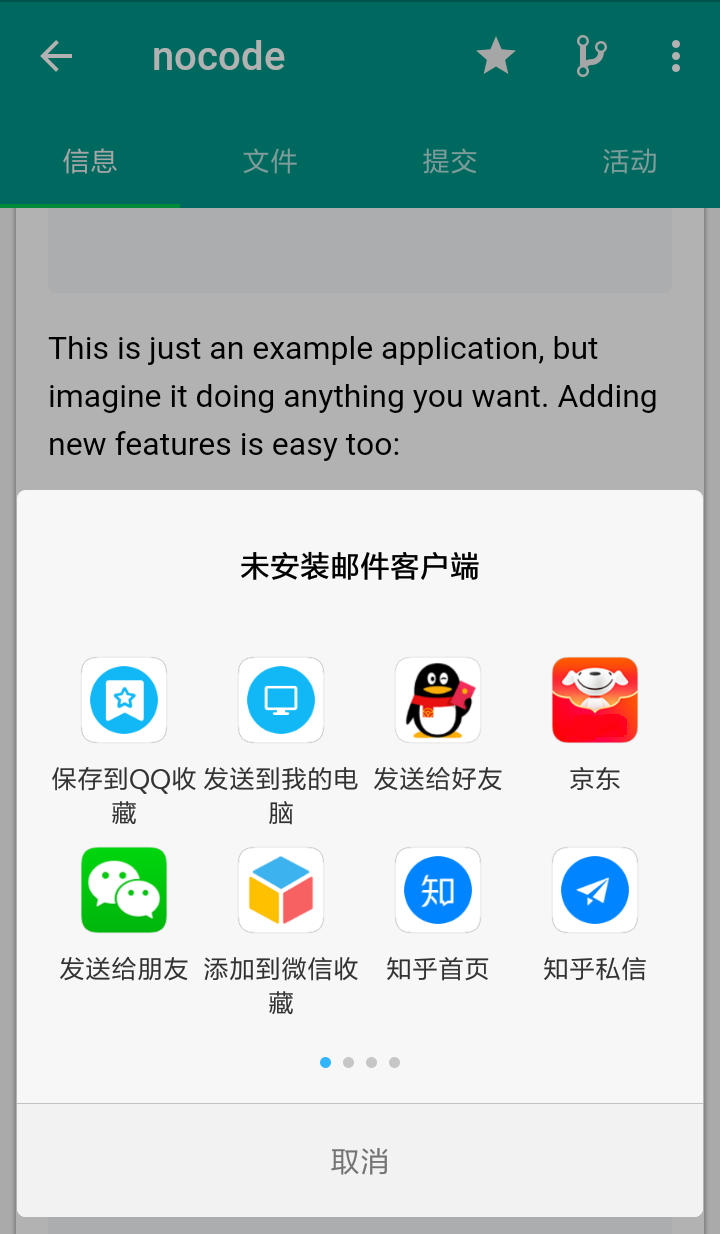 nocode
信息 文件 提交 活动
This is just an example application, but
imagine it doing anything you want. Adding
new features is easy too:
未安装邮件客户端
保存到QQ收
藏
发送到我的电
脑
发送给好友
京东
知
发送给朋友
添加到微信收
藏
知乎首页
知乎私信
取消